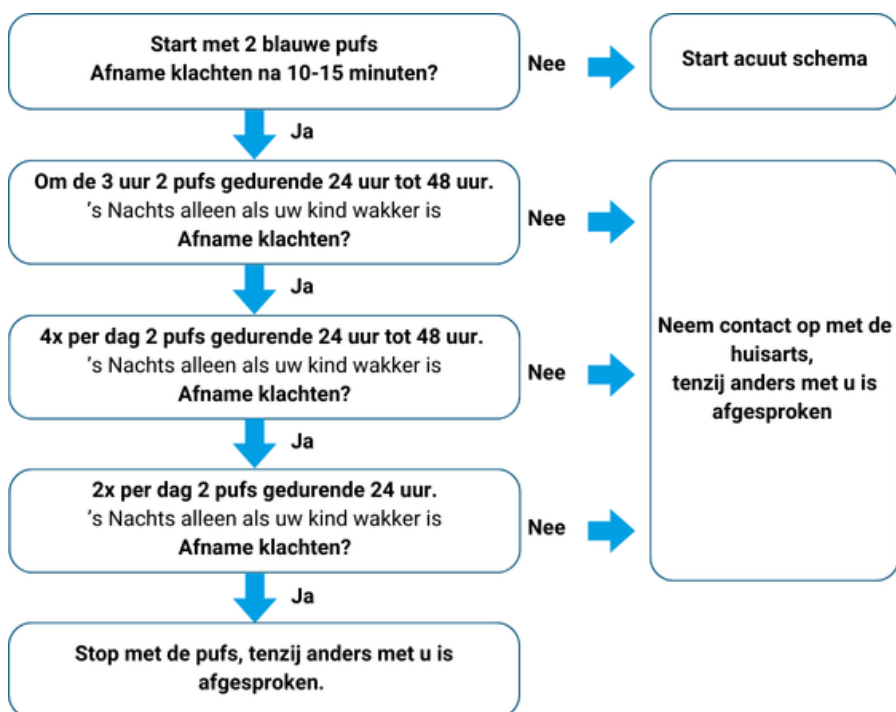 Start met 2 blauwe pufs
Afname klachten na 10-15 minuten?
Nee
Start acuut schema
Ja
Om de 3 uur 2 pufs gedurende 24 uur tot 48 uur.
's Nachts alleen als uw kind wakker is
Afname klachten?
Nee
Ja
4x per dag 2 pufs gedurende 24 uur tot 48 uur.
's Nachts alleen als uw kind wakker is
Afname klachten?
Nee
Neem contact op met de
huisarts,
tenzij anders met u is
afgesproken
Ja
2x per dag 2 pufs gedurende 24 uur.
's Nachts alleen als uw kind wakker is
Afname klachten?
Nee
Ja
Stop met de pufs, tenzij anders met u is
afgesproken.